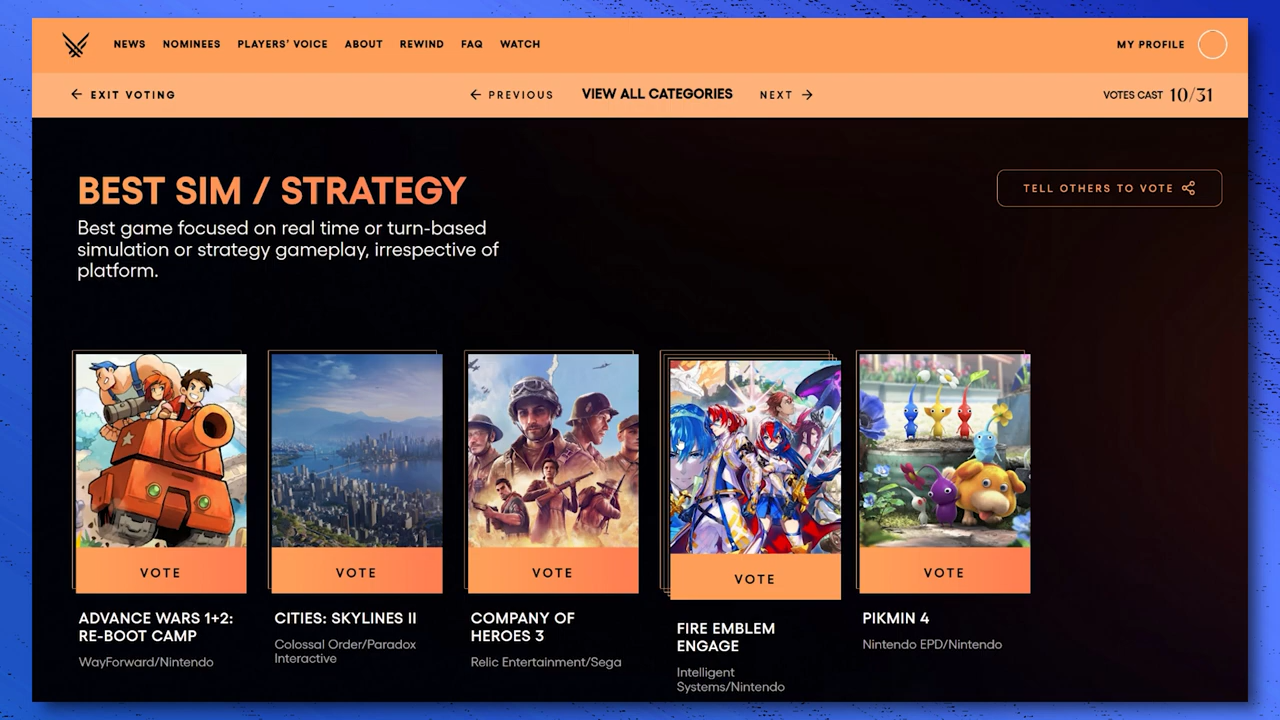 NEWS NOMINEES PLAYERS' VOICE ABOUT REWIND FAQ WATCH MY PROFILE
EXIT VOTING PREVIOUS VIEW ALL CATEGORIES NEXT VOTES CAST 10/31
BEST SIM / STRATEGY
TELL OTHERS TO VOTE
Best game focused on real time or turn-based
simulation or strategy gameplay, irrespective of
platform.
VOTE
ADVANCE WARS 1+2:
RE-BOOT CAMP
WayForward/Nintendo
VOTE
CITIES: SKYLINES II
Colossal Order/Paradox
Interactive
VOTE
COMPANY OF
HEROES 3
Relic Entertainment/Sega
VOTE
FIRE EMBLEM
ENGAGE
Intelligent
Systems/Nintendo
VOTE
PIKMIN 4
Nintendo EPD/Nintendo